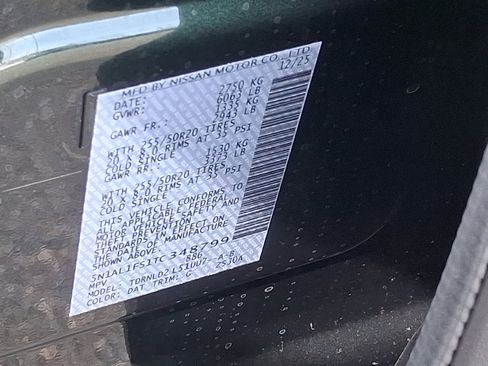 MFD BY NISSAN MOTOR CO., LTD.
DATE: 12/25
GVWR: 2750 KG
6063 LB
GAWR FR.: 1335 KG
2943 LB
WITH 255/50R20 TIRES
20 X 8.0 RIMS AT 35 PSI
COLD SINGLE
GAWR RR.: 1530 KG
3373 LB
WITH 255/50R20 TIRES
20 X 8.0 RIMS AT 35 PSI
COLD SINGLE
THIS VEHICLE CONFORMS TO
ALL APPLICABLE FEDERAL
MOTOR VEHICLE SAFETY AND
THEFT PREVENTION
STANDARDS IN EFFECT ON
THE DATE OF MANUFACTURE
SHOWN ABOVE.
5N1AL1FS1TC348799
MPV
MODEL:
COLOR: DAT TRIM: G